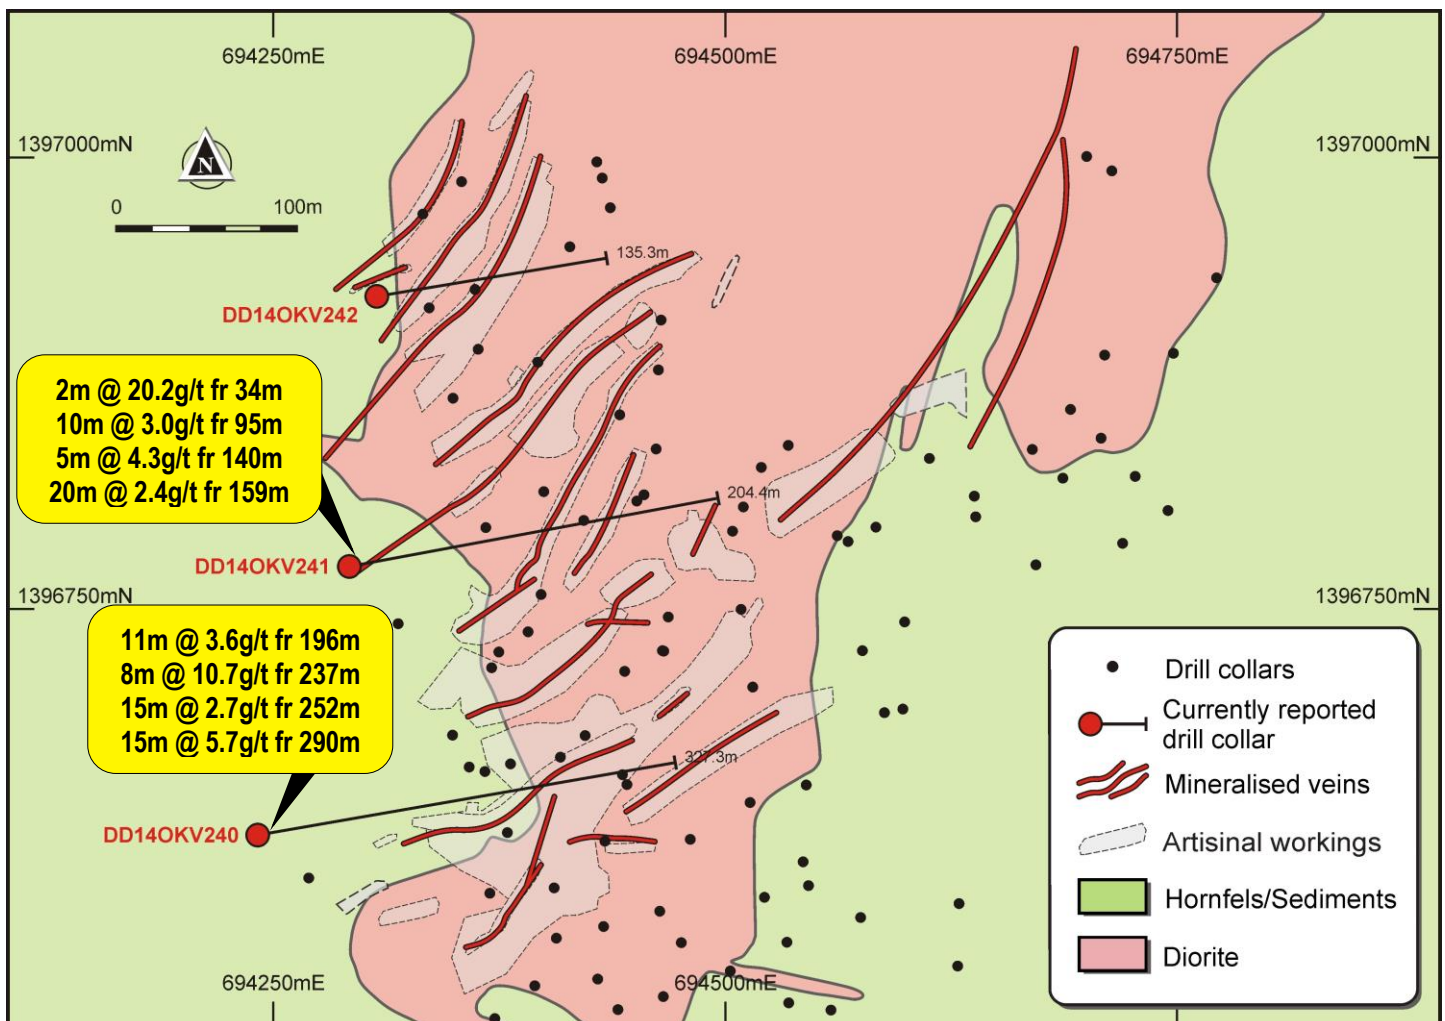 694250mE
694500mE
694750mE
1397000mN
1397000mN
N
0
100m
135.3m
DD14OKV242
2m @ 20.2g/t fr 34m
10m @ 3.0g/t fr 95m
5m @ 4.3g/t fr 140m
20m @ 2.4g/t fr 159m
204.4m
DD14OKV241
1396750mN
1396750mN
11m @ 3.6g/t fr 196m
8m @ 10.7g/t fr 237m
15m @ 2.7g/t fr 252m
15m @ 5.7g/t fr 290m
327.3m
DD14OKV240
Drill collars
Currently reported
drill collar
Mineralised veins
Artisinal workings
Hornfels/Sediments
Diorite
694250mE
694500mE